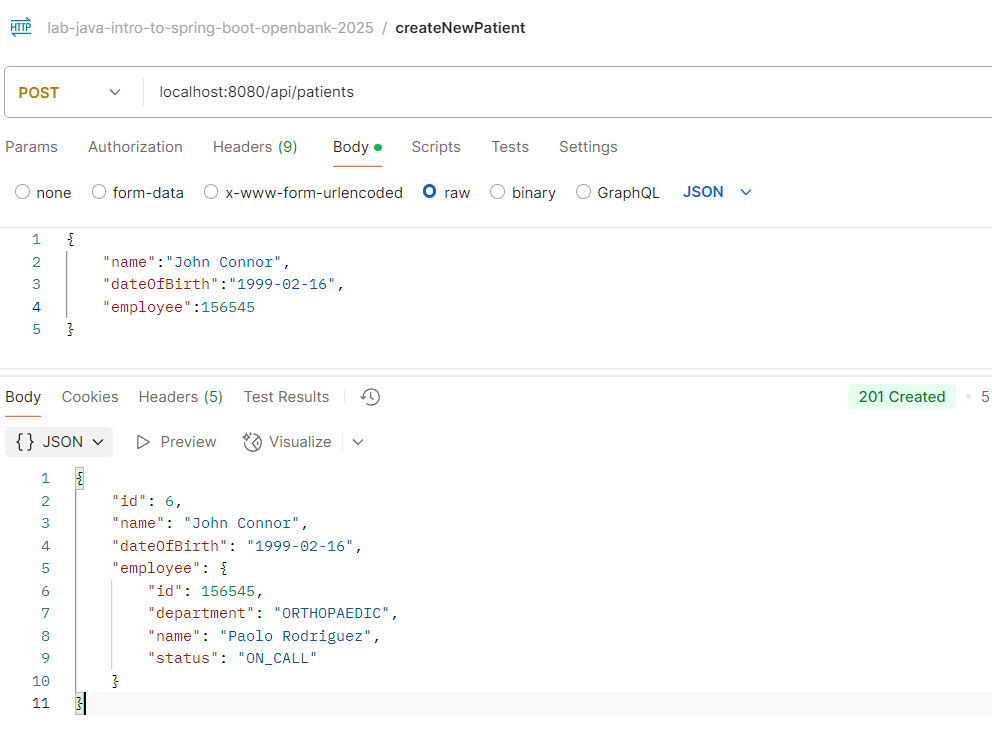 HTTP lab-java-intro-to-spring-boot-openbank-2025 / createNewPatient
POST localhost:8080/api/patients
Params Authorization Headers (9) Body Scripts Tests Settings
none form-data x-www-form-urlencoded raw binary GraphQL JSON
1 {
2 "name":"John Connor",
3 "dateOfBirth":"1999-02-16",
4 "employee":156545
5 }
Body Cookies Headers (5) Test Results 201 Created
{} JSON Preview Visualize
1 {
2 "id": 6,
3 "name": "John Connor",
4 "dateOfBirth": "1999-02-16",
5 "employee": {
6 "id": 156545,
7 "department": "ORTHOPAEDIC",
8 "name": "Paolo Rodriguez",
9 "status": "ON_CALL"
10 }
11 }